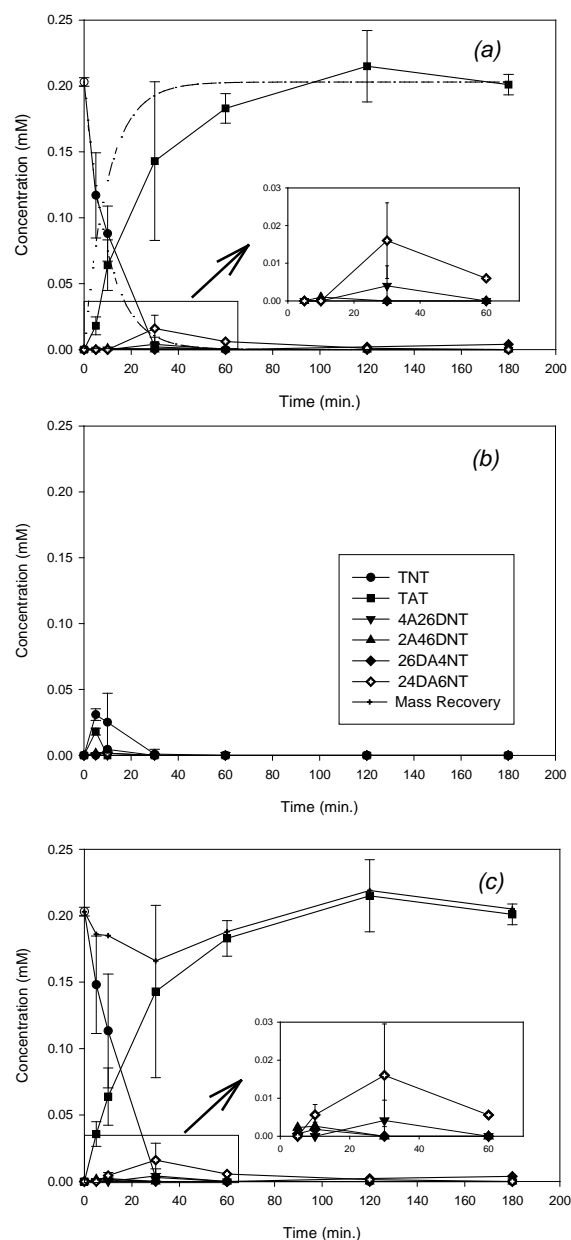 (a)
Concentration (mM)
0.25
0.20
0.15
0.10
0.05
0.00
0.03
0.02
0.01
0.00
0 20 40 60
0 20 40 60 80 100 120 140 160 180 200
Time (min.)
(b)
Concentration (mM)
0.25
0.20
0.15
0.10
0.05
0.00
TNT
TAT
4A26DNT
2A46DNT
26DA4NT
24DA6NT
Mass Recovery
0 20 40 60 80 100 120 140 160 180 200
Time (min.)
(c)
Concentration (mM)
0.25
0.20
0.15
0.10
0.05
0.00
0.03
0.02
0.01
0.00
0 20 40 60
0 20 40 60 80 100 120 140 160 180 200
Time (min.)